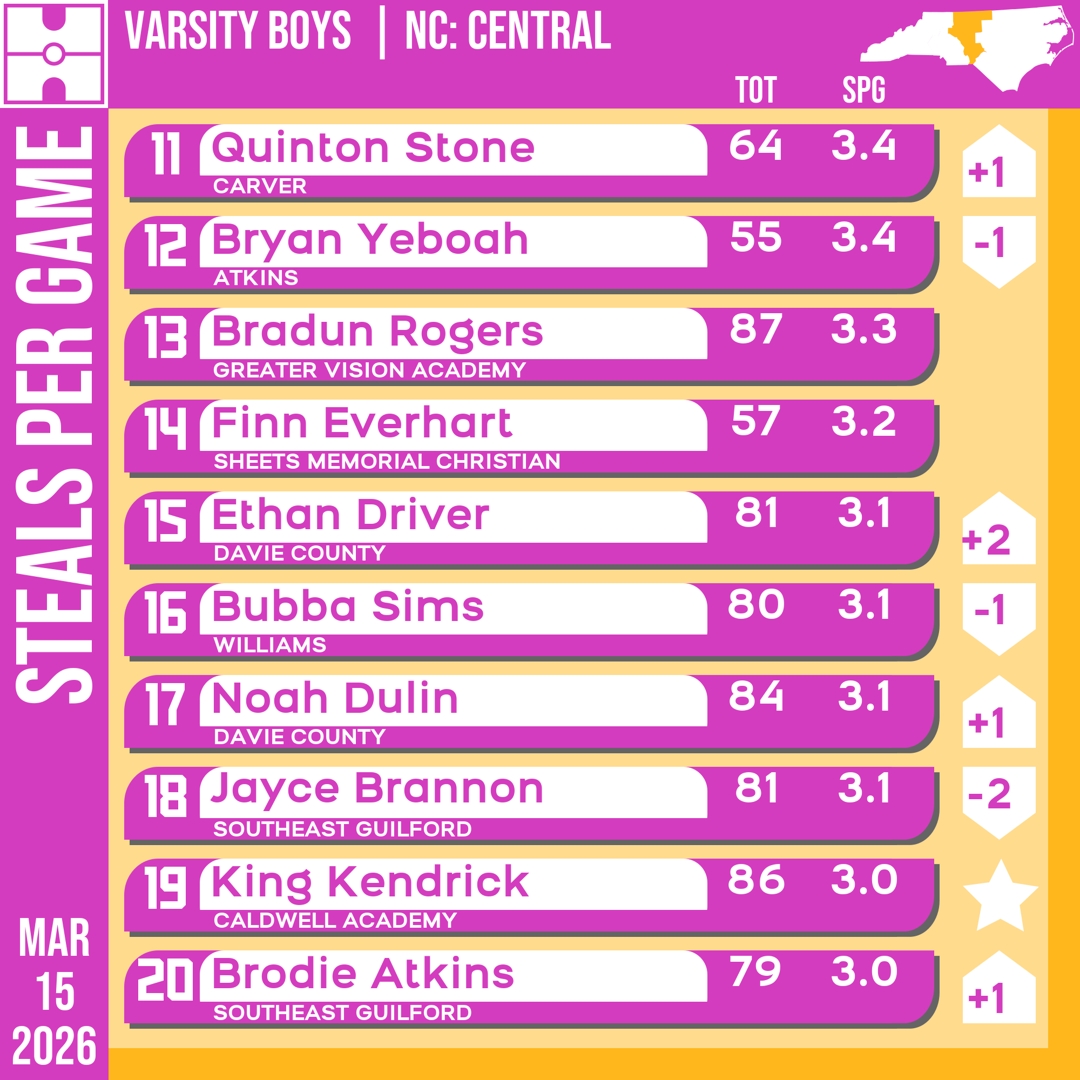 VARSITY BOYS | NC: CENTRAL
TOT SPG
STEALS PER GAME
MAR
15
2026
11 Quinton Stone 64 3.4 +1
CARVER
12 Bryan Yeboah 55 3.4 -1
ATKINS
13 Bradun Rogers 87 3.3
GREATER VISION ACADEMY
14 Finn Everhart 57 3.2
SHEETS MEMORIAL CHRISTIAN
15 Ethan Driver 81 3.1 +2
DAVIE COUNTY
16 Bubba Sims 80 3.1 -1
WILLIAMS
17 Noah Dulin 84 3.1 +1
DAVIE COUNTY
18 Jayce Brannon 81 3.1 -2
SOUTHEAST GUILFORD
19 King Kendrick 86 3.0
CALDWELL ACADEMY
20 Brodie Atkins 79 3.0 +1
SOUTHEAST GUILFORD